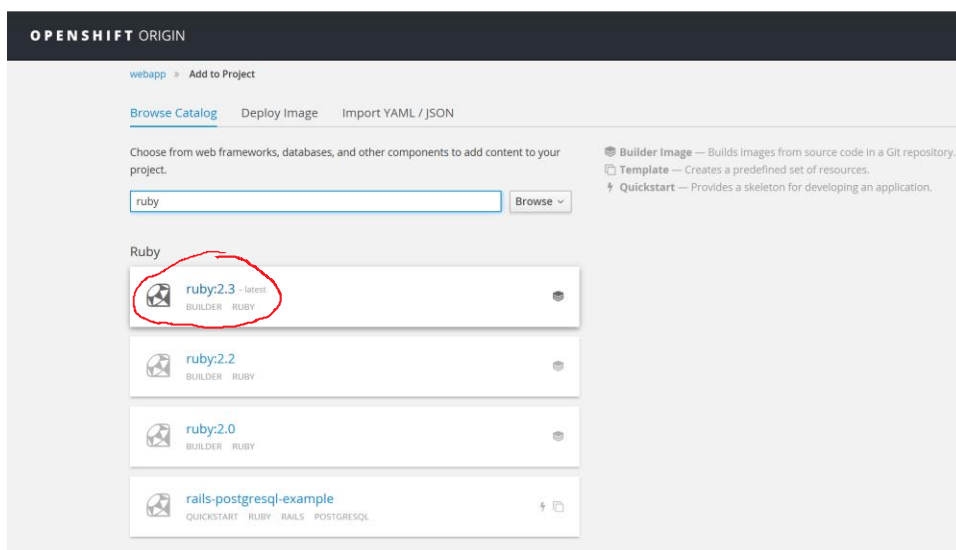 OPENSHIFT ORIGIN
webapp » Add to Project
Browse Catalog Deploy Image Import YAML / JSON
Choose from web frameworks, databases, and other components to add content to your
project.
Builder Image — Builds images from source code in a Git repository.
Template — Creates a predefined set of resources.
Quickstart — Provides a skeleton for developing an application.
ruby
Browse
Ruby
ruby:2.3 – latest
BUILDER RUBY
ruby:2.2
BUILDER RUBY
ruby:2.0
BUILDER RUBY
rails-postgresql-example
QUICKSTART RUBY RAILS POSTGRESQL